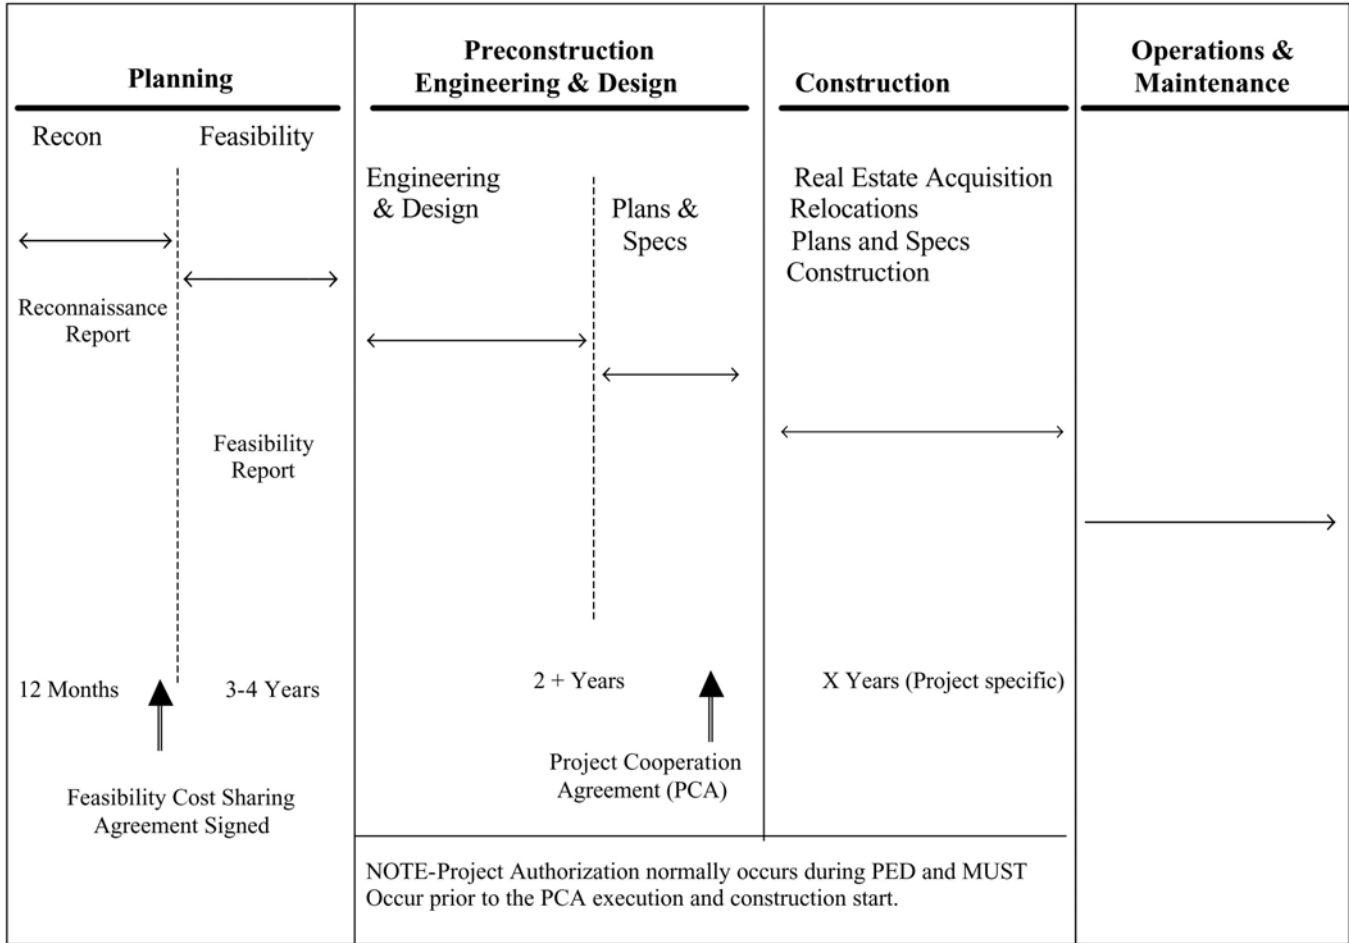 Planning
Recon
Feasibility
Reconnaissance
Report
Feasibility
Report
12 Months
3-4 Years
Feasibility Cost Sharing
Agreement Signed
Preconstruction
Engineering & Design
Engineering
& Design
Plans &
Specs
2 + Years
Project Cooperation
Agreement (PCA)
Construction
Real Estate Acquisition
Relocations
Plans and Specs
Construction
X Years (Project specific)
Operations &
Maintenance
NOTE-Project Authorization normally occurs during PED and MUST
Occur prior to the PCA execution and construction start.